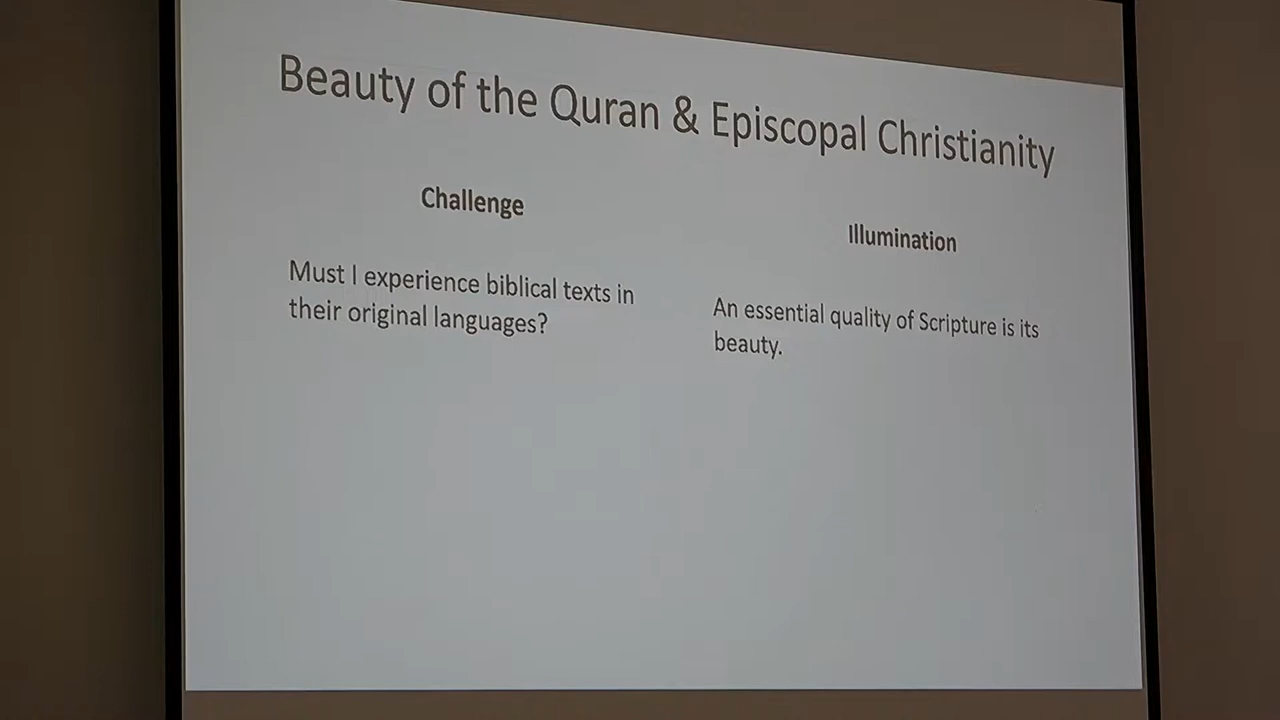 Beauty of the Quran & Episcopal Christianity
Challenge
Must I experience biblical texts in
their original languages?
Illumination
An essential quality of Scripture is its
beauty.